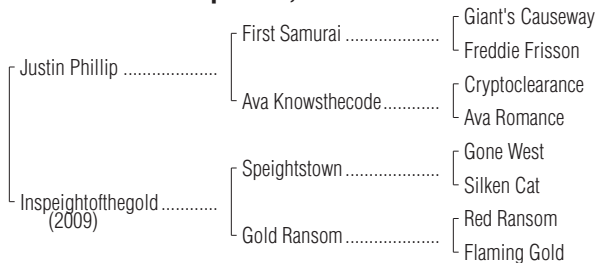 Giant's Causeway
First Samurai ....................
Freddie Frisson
Justin Phillip ....................
Cryptoclearance
Ava Knowsthecode............
Ava Romance
Gone West
Speightstown ....................
Silken Cat
Inspeightofthegold ............
(2009)
Red Ransom
Gold Ransom ....................
Flaming Gold